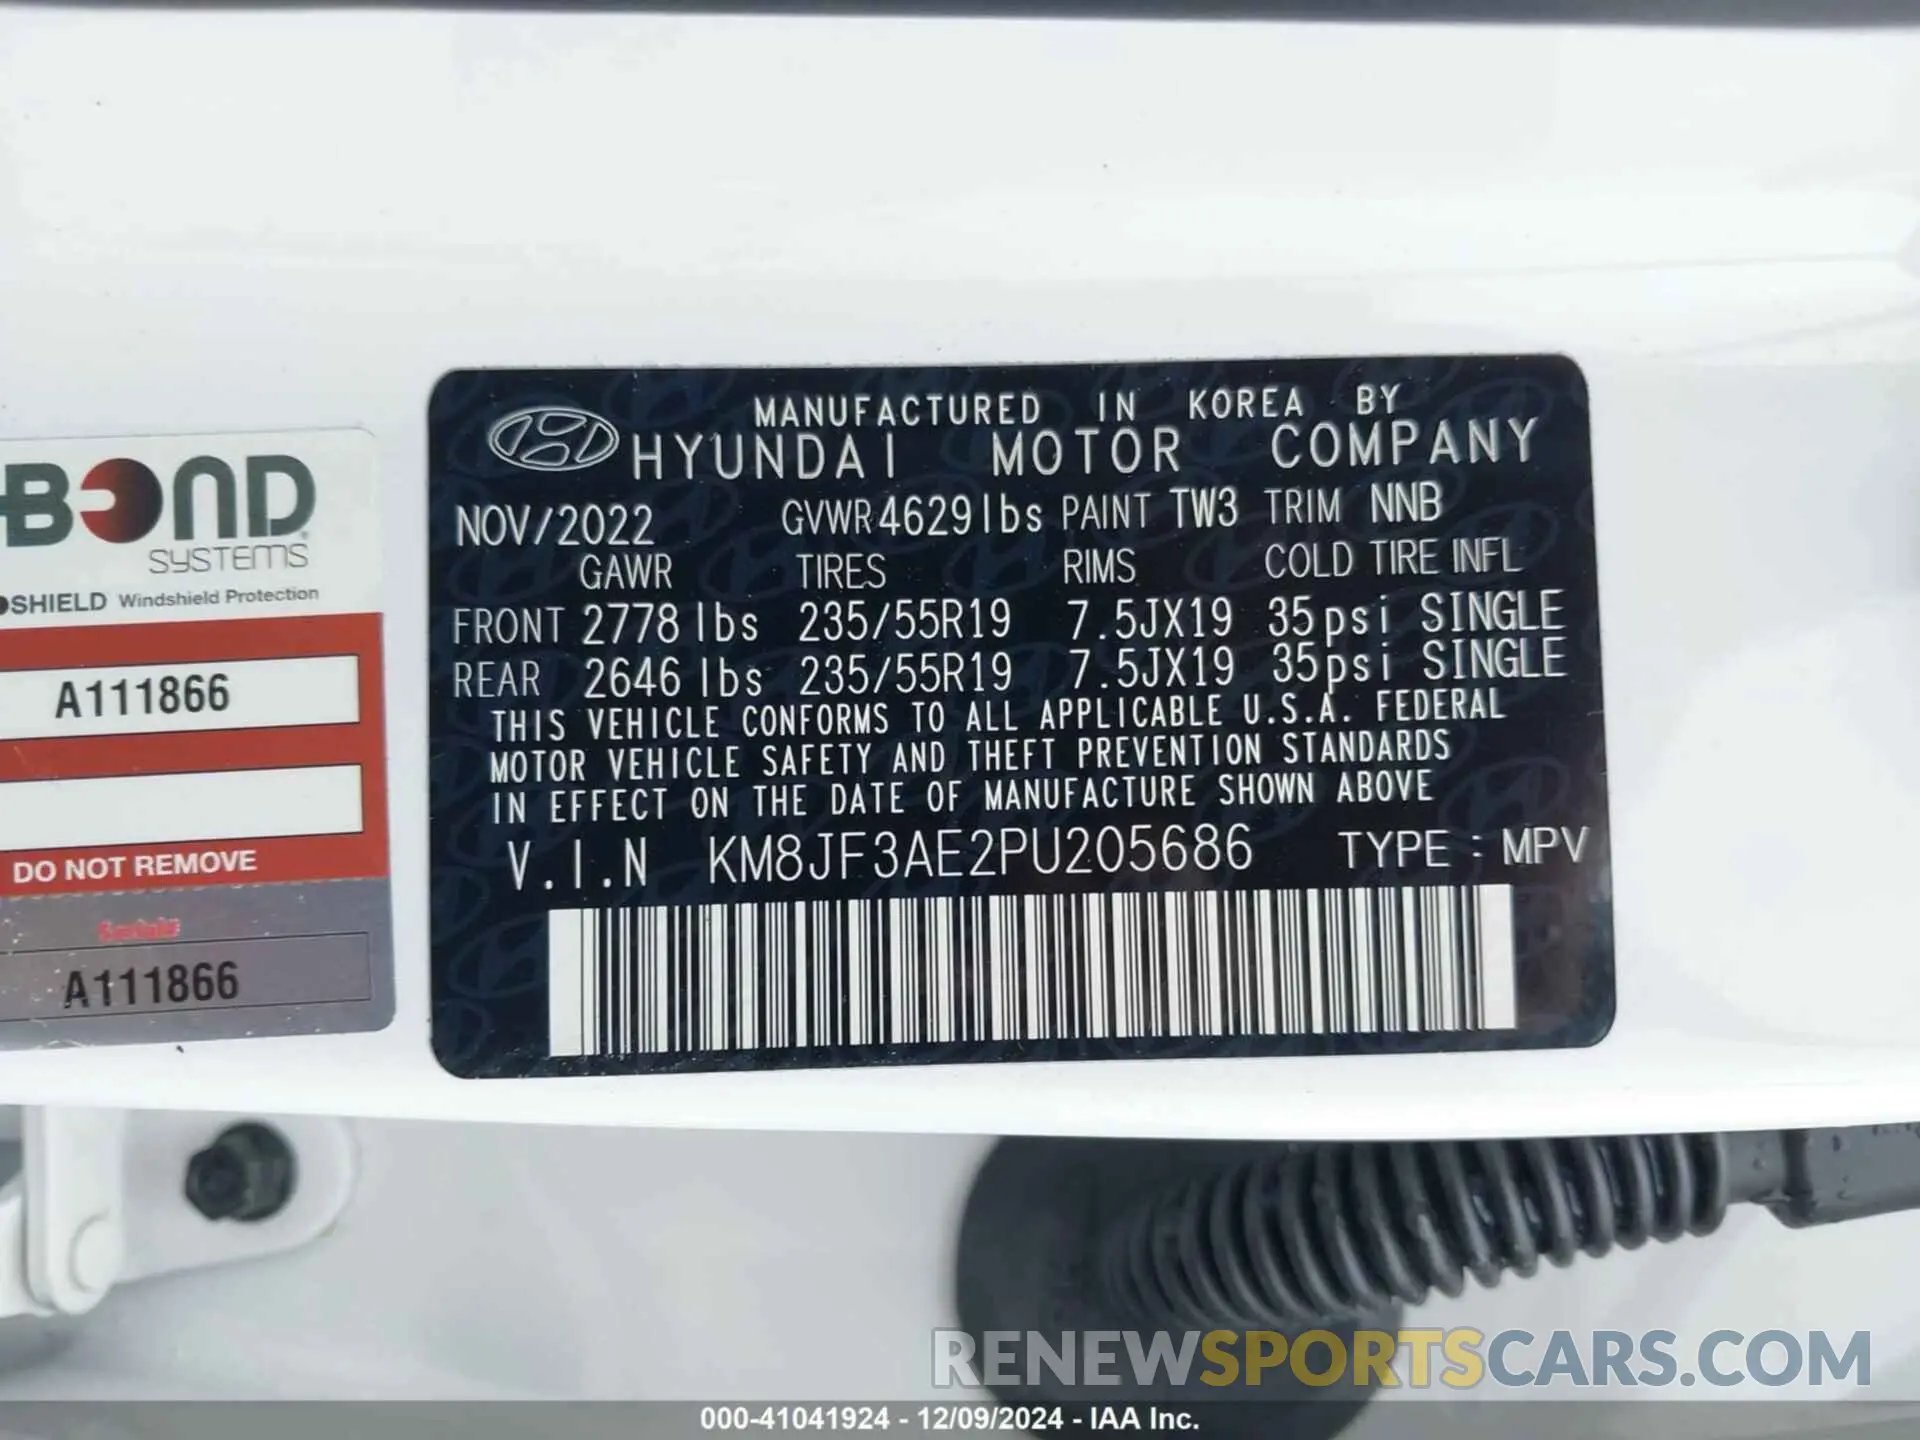 MANUFACTURED IN KOREA BY
HYUNDAI MOTOR COMPANY
NOV/2022 GVWR 4629lbs PAINT TW3 TRIM NNB
GAWR TIRES RIMS COLD TIRE INFL
FRONT 2778 lbs 235/55R19 7.5JX19 35psi SINGLE
REAR 2646 lbs 235/55R19 7.5JX19 35psi SINGLE
THIS VEHICLE CONFORMS TO ALL APPLICABLE U.S.A. FEDERAL
MOTOR VEHICLE SAFETY AND THEFT PREVENTION STANDARDS
IN EFFECT ON THE DATE OF MANUFACTURE SHOWN ABOVE
V.I.N KM8JF3AE2PU205686 TYPE : MPV
BOND
SYSTEMS
SHIELD Windshield Protection
A111866
DO NOT REMOVE
A111866
RENEWSPORTSCARS.COM
000-41041924 - 12/09/2024 - IAA Inc.